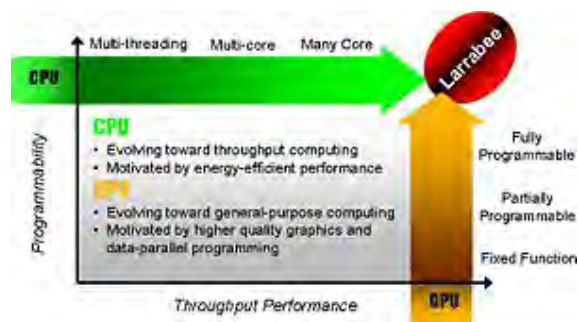 Multi-threading Multi-core Many Core
Larrabee
CPU
CPU
• Evolving toward throughput computing
• Motivated by energy-efficient performance
GPU
• Evolving toward general-purpose computing
• Motivated by higher quality graphics and
data-parallel programming
Fully
Programmable
Partially
Programmable
Fixed Function
Programmability
Throughput Performance
GPU